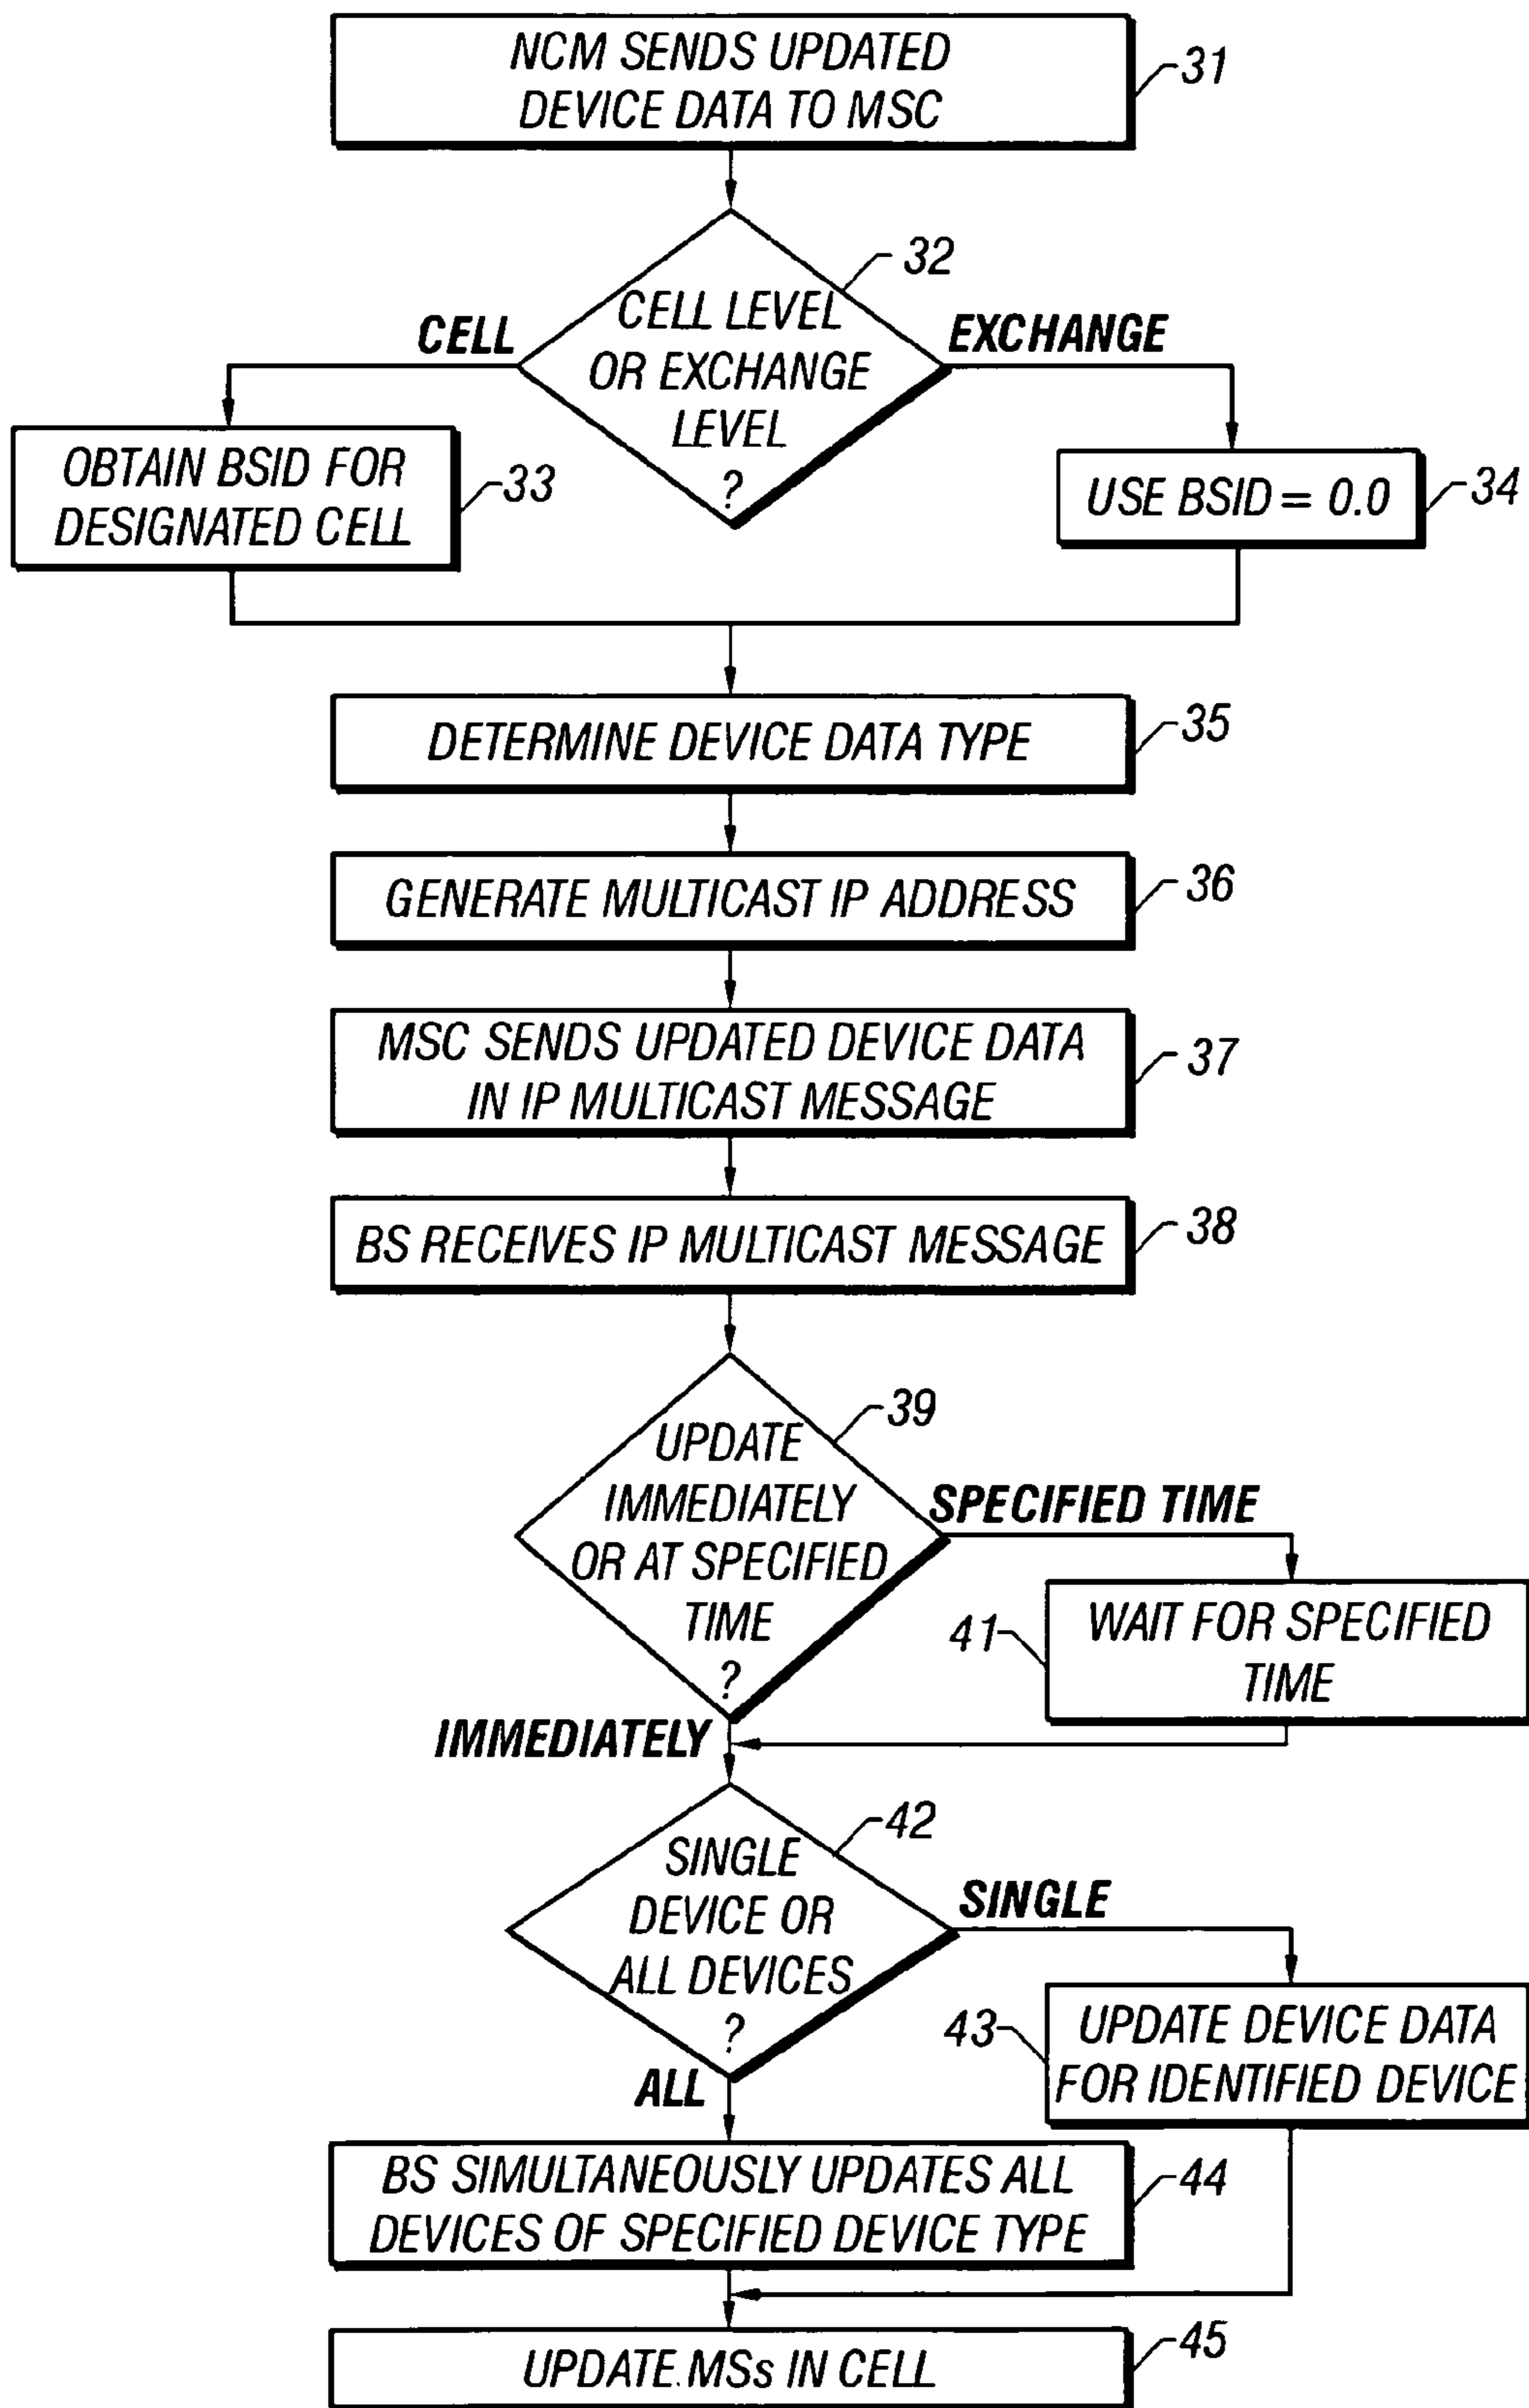 NCM SENDS UPDATED
DEVICE DATA TO MSC
31
32
CELL LEVEL
OR EXCHANGE
LEVEL
?
CELL
EXCHANGE
OBTAIN BSID FOR
DESIGNATED CELL
33
USE BSID = 0.0
34
DETERMINE DEVICE DATA TYPE
35
GENERATE MULTICAST IP ADDRESS
36
MSC SENDS UPDATED DEVICE DATA
IN IP MULTICAST MESSAGE
37
BS RECEIVES IP MULTICAST MESSAGE
38
39
UPDATE
IMMEDIATELY
OR AT SPECIFIED
TIME
?
SPECIFIED TIME
41
WAIT FOR SPECIFIED
TIME
IMMEDIATELY
42
SINGLE
DEVICE OR
ALL DEVICES
?
SINGLE
43
UPDATE DEVICE DATA
FOR IDENTIFIED DEVICE
ALL
BS SIMULTANEOUSLY UPDATES ALL
DEVICES OF SPECIFIED DEVICE TYPE
44
UPDATE MSs IN CELL
45